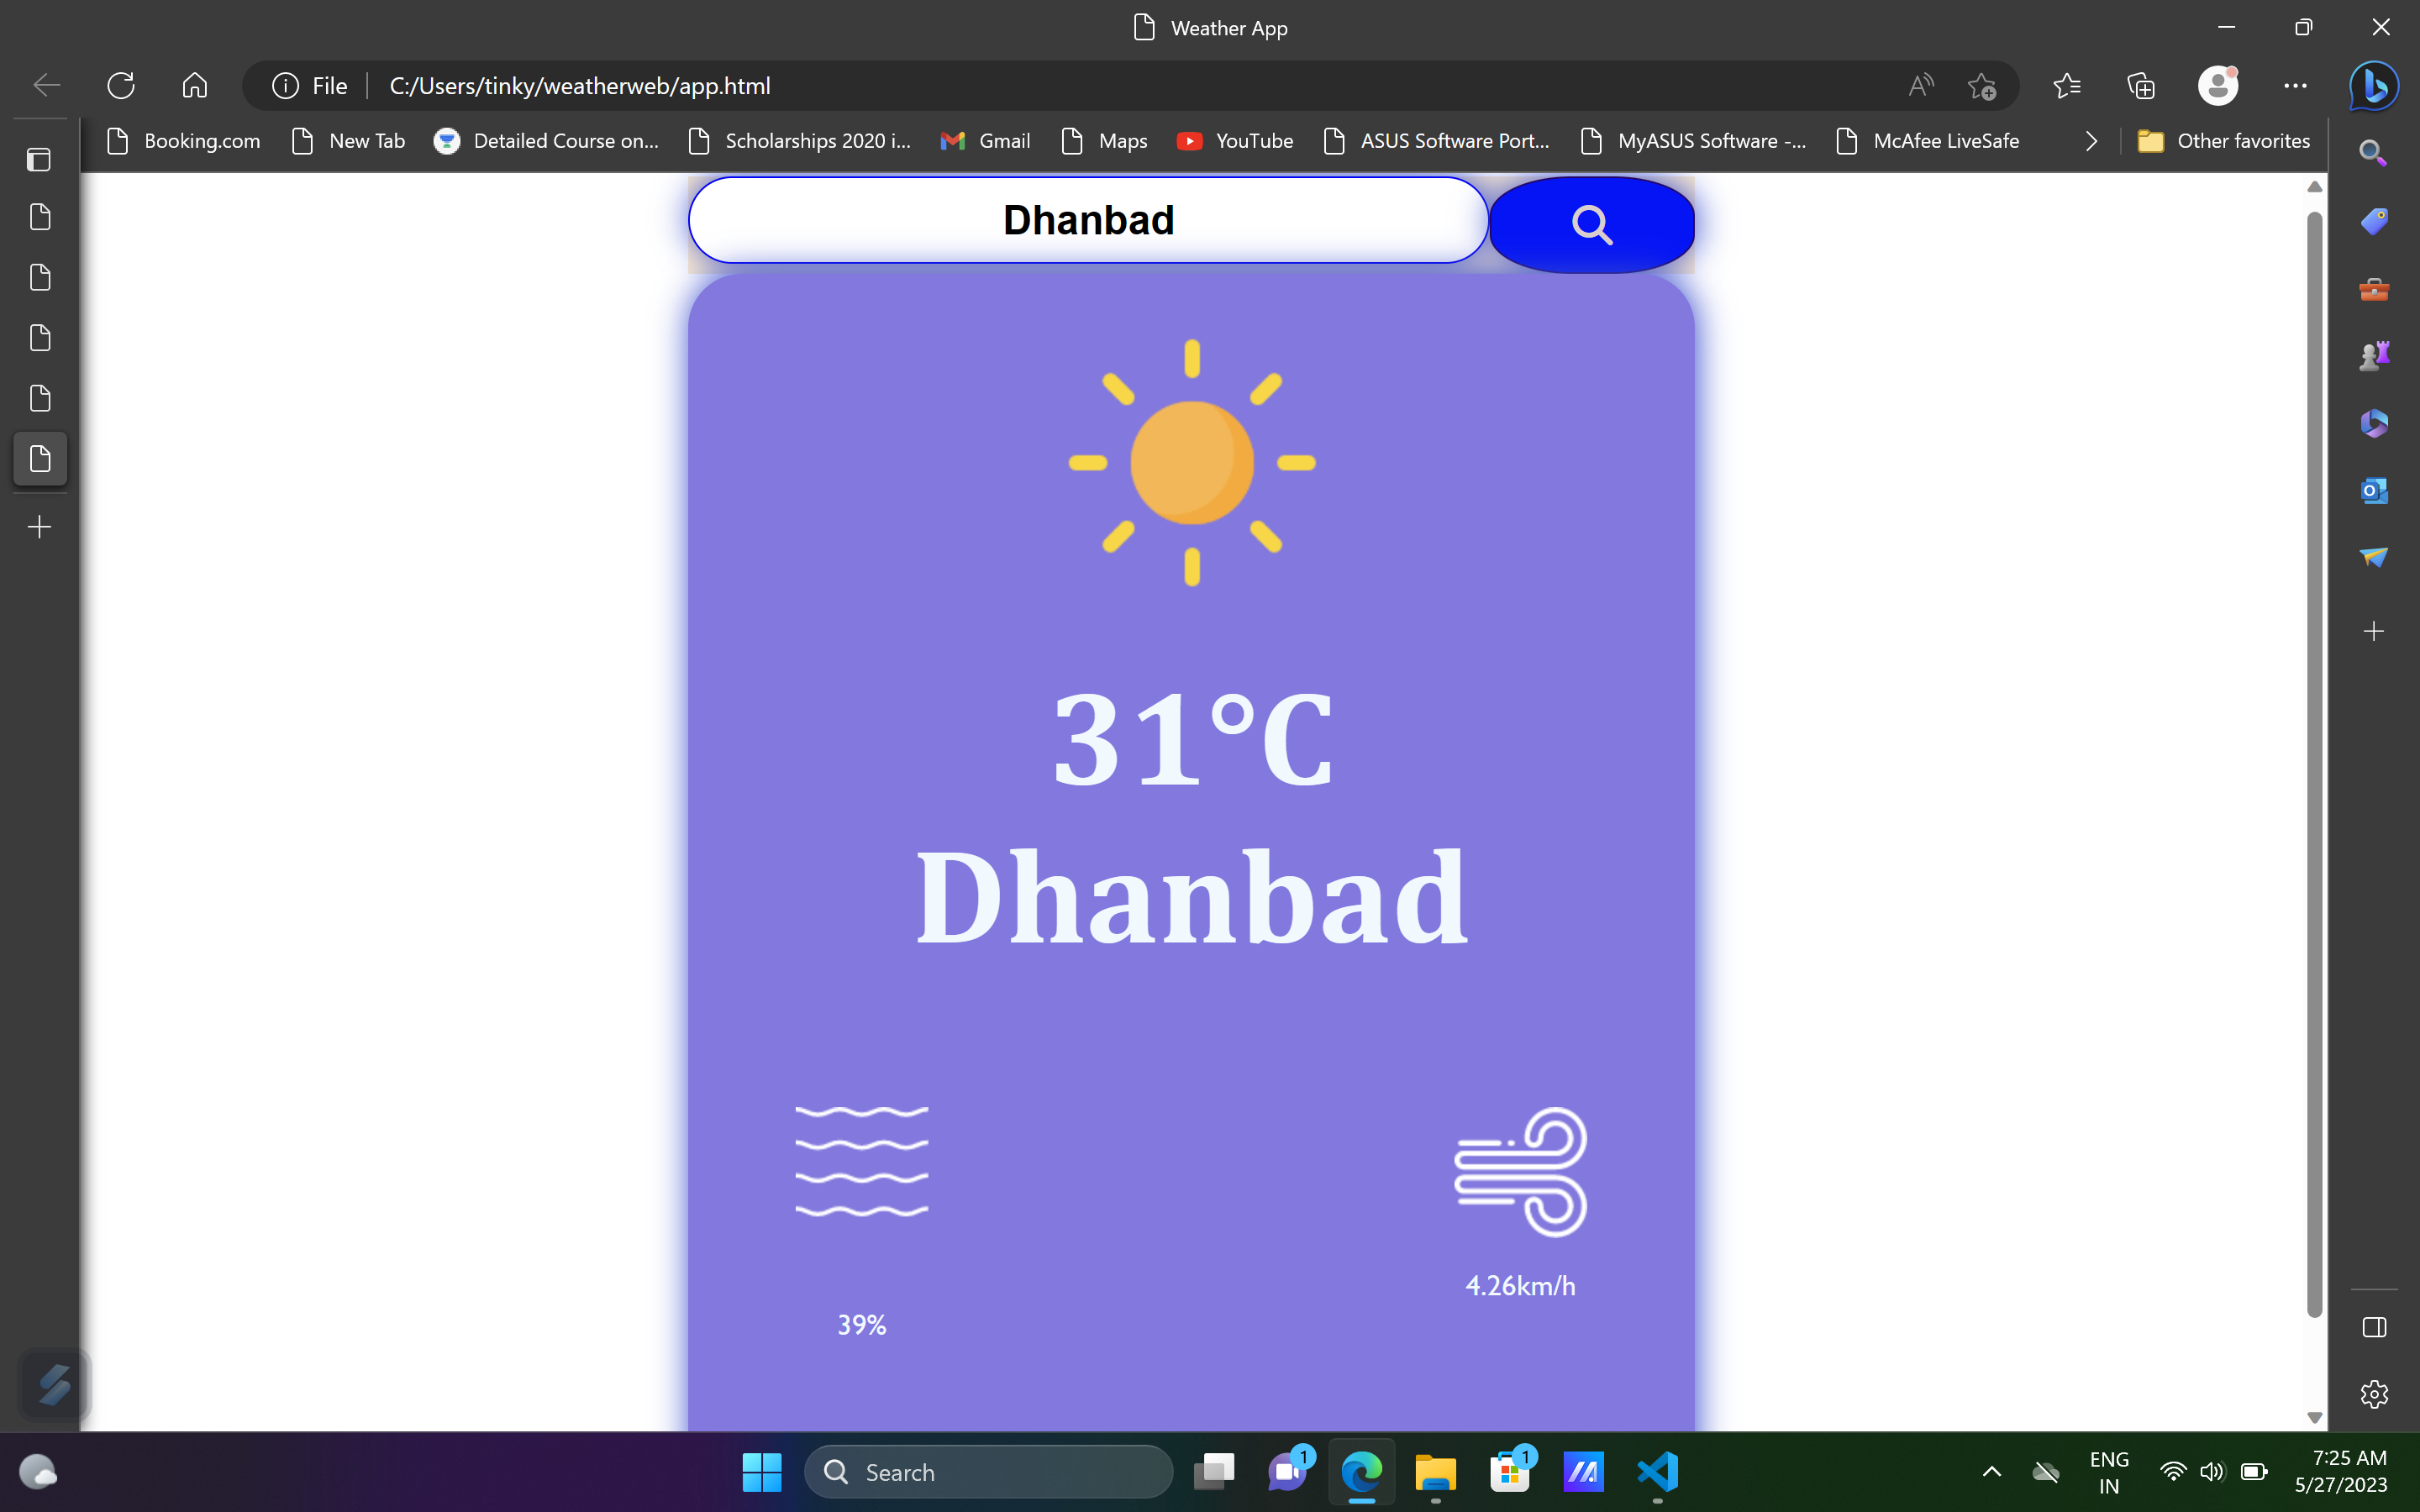 Weather App
File C:/Users/tinky/weatherweb/app.html
Booking.com New Tab Detailed Course on... Scholarships 2020 i... Gmail Maps YouTube ASUS Software Port... MyASUS Software -... McAfee LiveSafe Other favorites
Dhanbad
31°C
Dhanbad
4.26km/h
39%
Search 1 1 ENG 7:25 AM
IN 5/27/2023